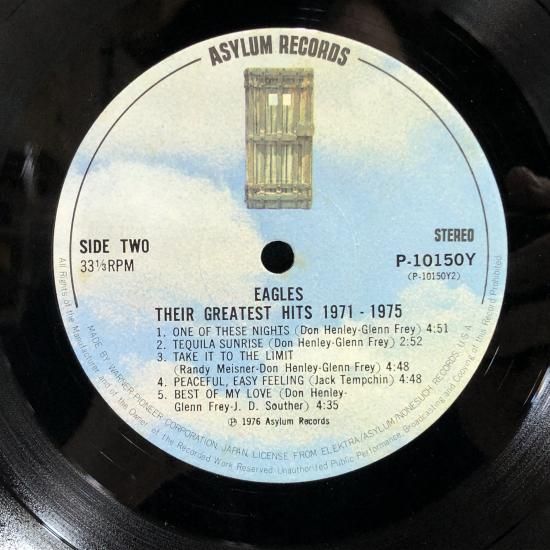 ASYLUM RECORDS
SIDE TWO
33⅓RPM
STEREO
P-10150Y
(P-10150Y2)
EAGLES
THEIR GREATEST HITS 1971 - 1975
1. ONE OF THESE NIGHTS (Don Henley-Glenn Frey) 4:51
2. TEQUILA SUNRISE (Don Henley-Glenn Frey) 2:52
3. TAKE IT TO THE LIMIT
(Randy Meisner-Don Henley-Glenn Frey) 4:48
4. PEACEFUL, EASY FEELING (Jack Tempchin) 4:48
5. BEST OF MY LOVE (Don Henley-
Glenn Frey-J. D. Souther) 4:35
Ⓟ 1976 Asylum Records
MADE BY WARNER-PIONEER CORPORATION, JAPAN, LICENSE FROM ELEKTRA/ASYLUM/NONESUCH RECORDS, U.S.A.
All Rights of the Manufacturer and of the Owner of the Recorded Work Reserved. Unauthorized Public Performance, Broadcasting and Copying of this Record Prohibited.